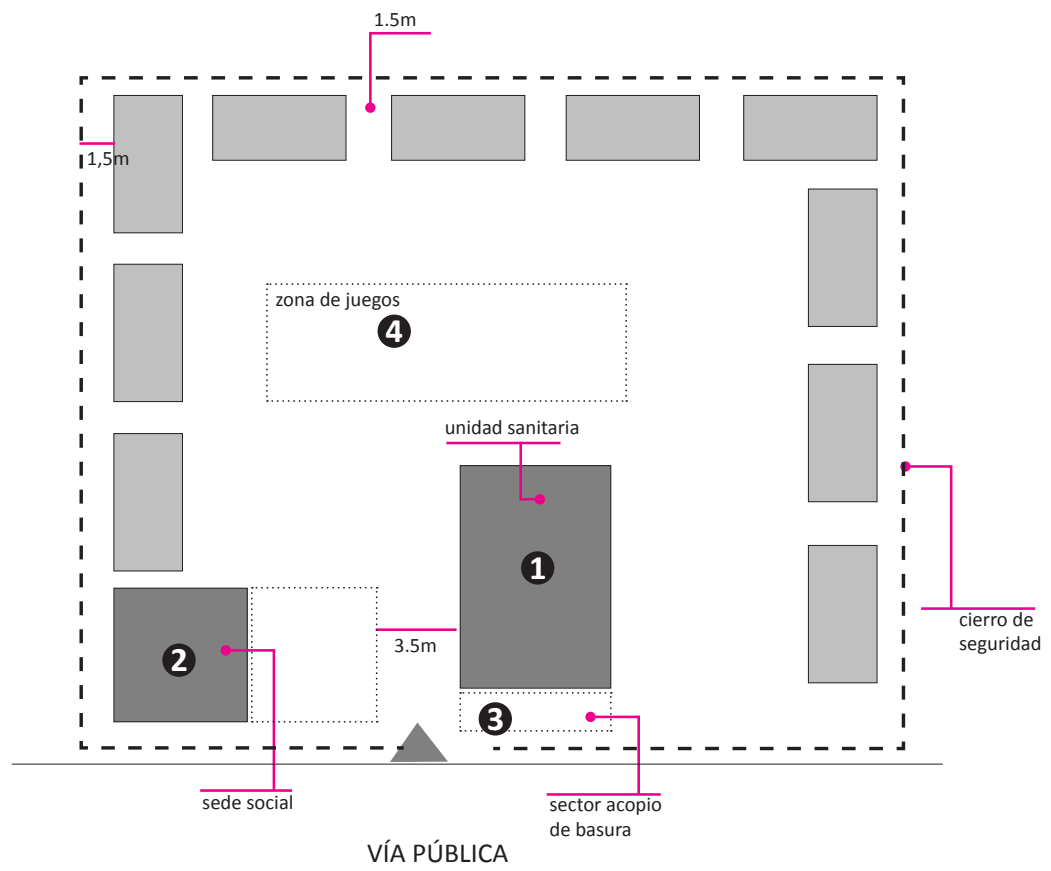 1.5m
1,5m
zona de juegos
4
unidad sanitaria
1
cierro de
seguridad
2
3.5m
3
sede social
sector acopio
de basura
VÍA PÚBLICA